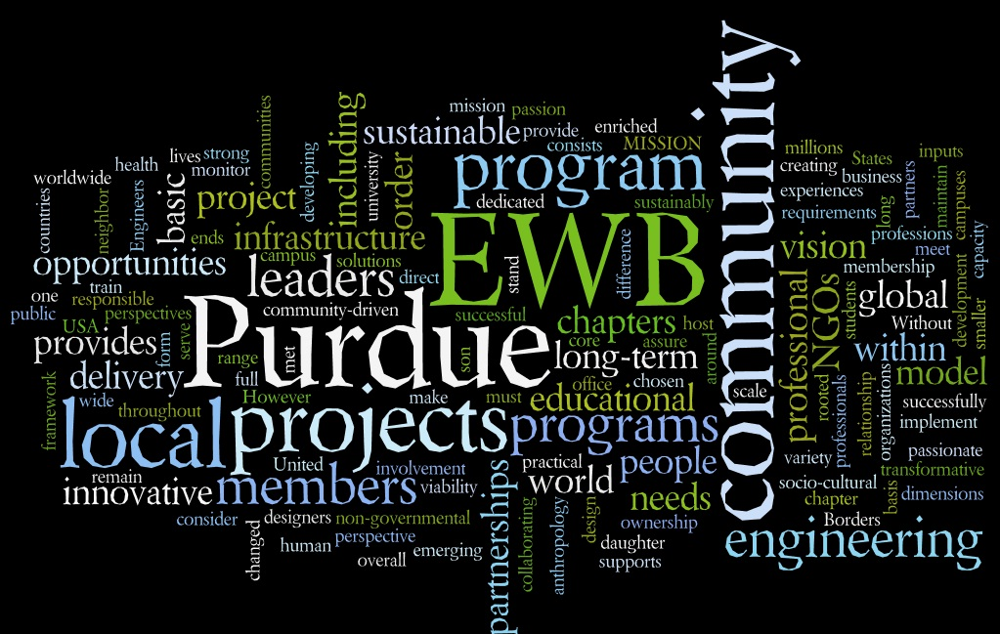 mission
passion
communities
including
sustainable
provide
enriched
consists
MISSION
community
health
lives
strong
monitor
worldwide
developing
university
order
program
millions
States
inputs
creating
business
experiences
partners
maintain
campuses
requirements
long
countries
neighbor
Engineers
basic
project
dedicated
sustainably
ends
infrastructure
EWB
difference
stand
vision
professions
meet
capacity
opportunities
campus
solutions
leaders
direct
membership
one
train
responsible
public
USA
perspectives
community-driven
successful
chapters
host
professional
NGOs
students
global
Without
development
smaller
provides
form
serve
Purdue
range
met
son
core
assure
around
long-term
within
delivery
full
office
chosen
model
framework
wide
throughout
However
make
must
educational
scale
rooted
professionals
relationship
organizations
successfully
implement
local
projects
programs
variety
passionate
United
involvement
practical
people
transformative
remain
innovative
members
viability
partnerships
world
needs
socio-cultural
chapter
basis
dimensions
consider
changed
designers
non-governmental
collaborating
anthropology
design
ownership
Borders
human
perspective
overall
emerging
daughter
supports
engineering